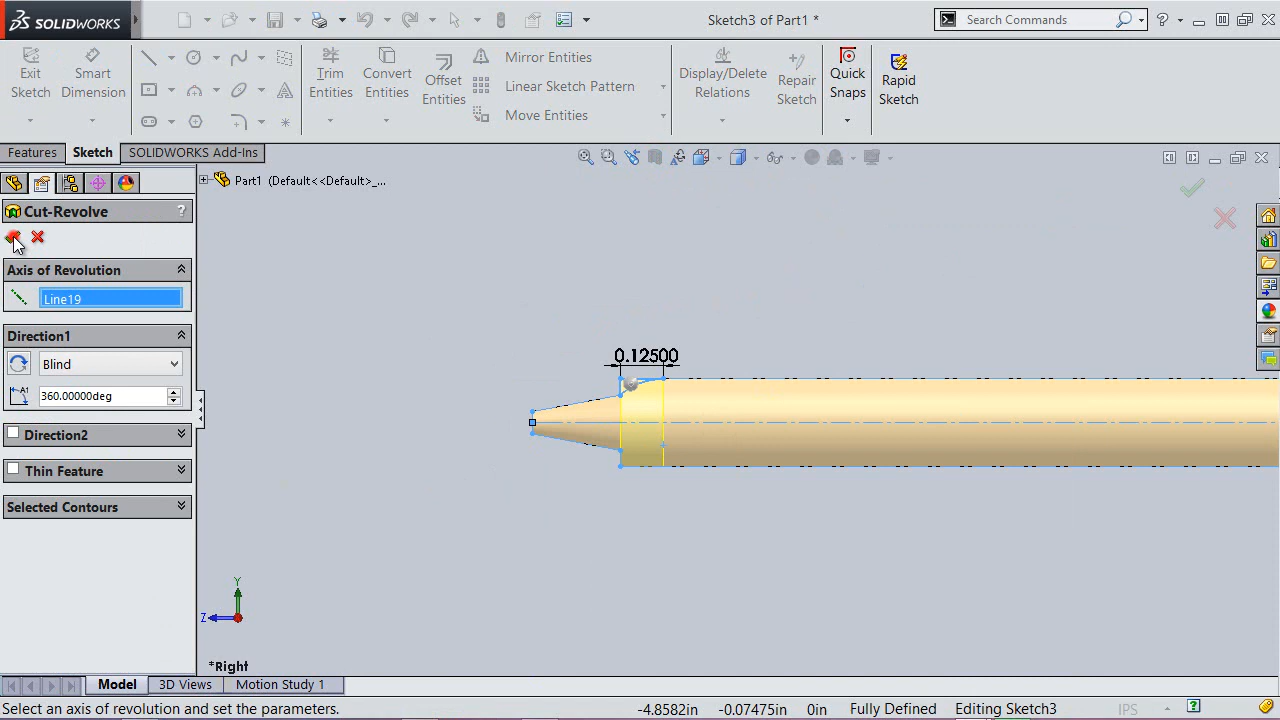 SOLIDWORKS
Sketch3 of Part1 *
Search Commands
Exit Sketch
Smart Dimension
Trim Entities
Convert Entities
Offset Entities
Mirror Entities
Linear Sketch Pattern
Move Entities
Display/Delete Relations
Repair Sketch
Quick Snaps
Rapid Sketch
Features
Sketch
SOLIDWORKS Add-Ins
Part1 (Default<<Default>_...
Cut-Revolve
?
Axis of Revolution
Line19
Direction1
Blind
360.00000deg
Direction2
Thin Feature
Selected Contours
0.12500
Y
Z
*Right
Model
3D Views
Motion Study 1
Select an axis of revolution and set the parameters.
-4.8582in
-0.07475in
0in
Fully Defined
Editing Sketch3
IPS